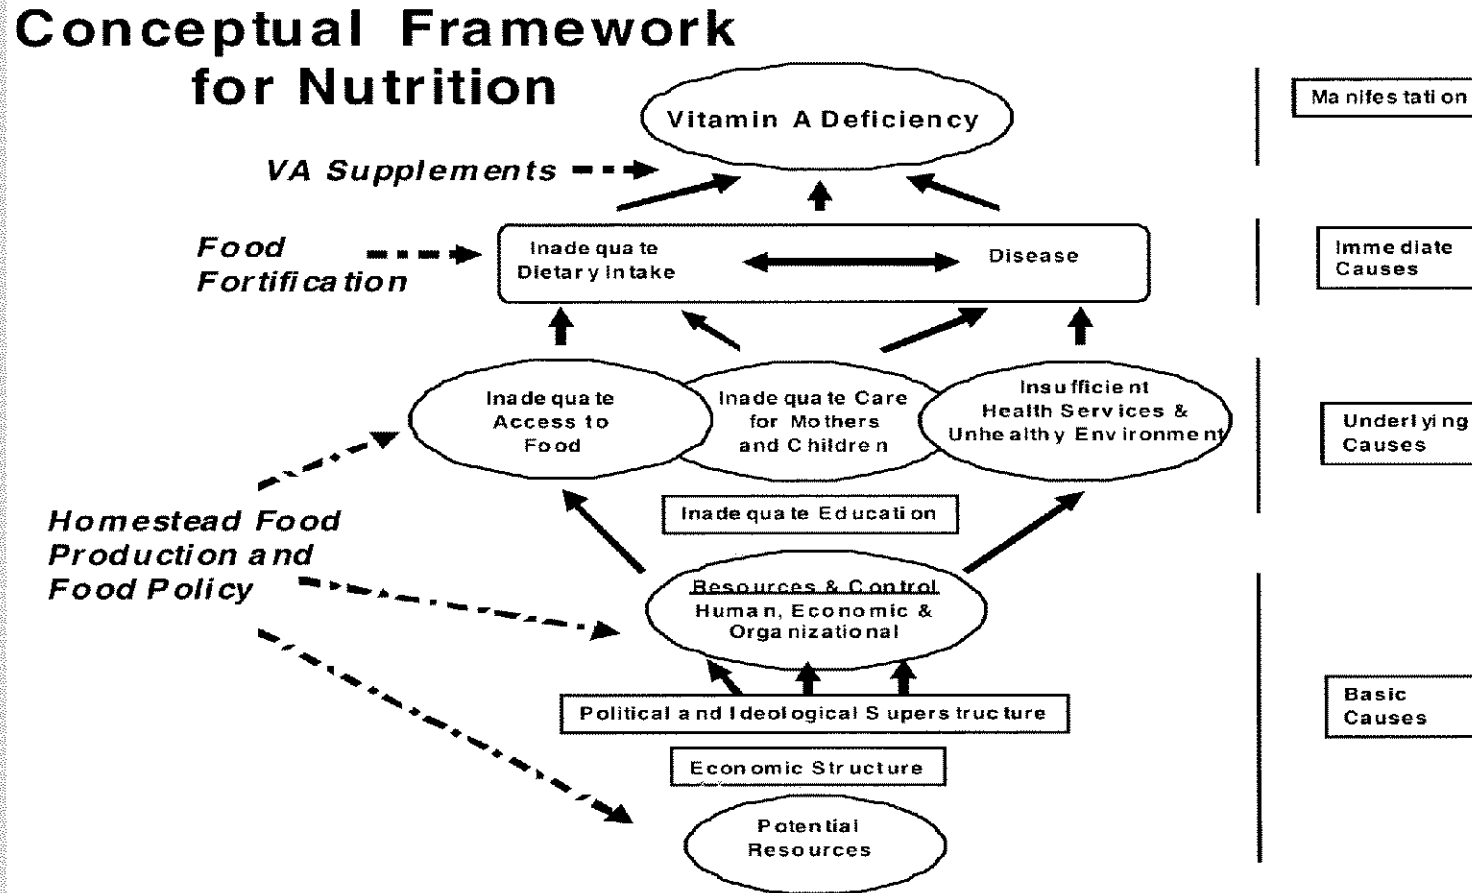 Conceptual Framework
for Nutrition
Vitamin A Deficiency
Manifestation
VA Supplements
Food
Fortification
Inadequate
Dietary Intake
Disease
Immediate
Causes
Inadequate
Access to
Food
Inadequate Care
for Mothers
and Children
Insufficient
Health Services &
Unhealthy Environment
Underlying
Causes
Inadequate Education
Homestead Food
Production and
Food Policy
Resources & Control
Human, Economic &
Organizational
Political and Ideological Superstructure
Basic
Causes
Economic Structure
Potential
Resources